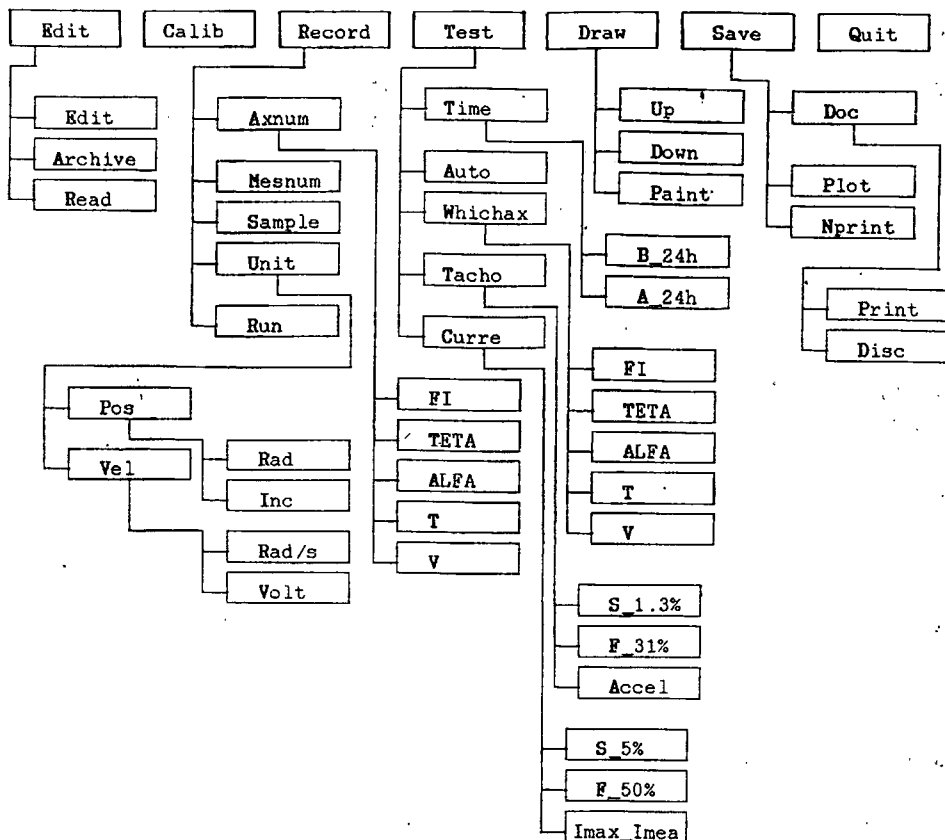 Edit
Calib
Record
Test
Draw
Save
Quit
Edit
Archive
Read
Axnum
Mesnum
Sample
Unit
Run
Pos
Vel
Rad
Inc
Rad/s
Volt
FI
TETA
ALFA
T
V
Time
Auto
Whichax
Tacho
Curre
B_24h
A_24h
FI
TETA
ALFA
T
V
S_1.3%
F_31%
Accel
S_5%
F_50%
Imax_Imea
Up
Down
Paint
Doc
Plot
Nprint
Print
Disc